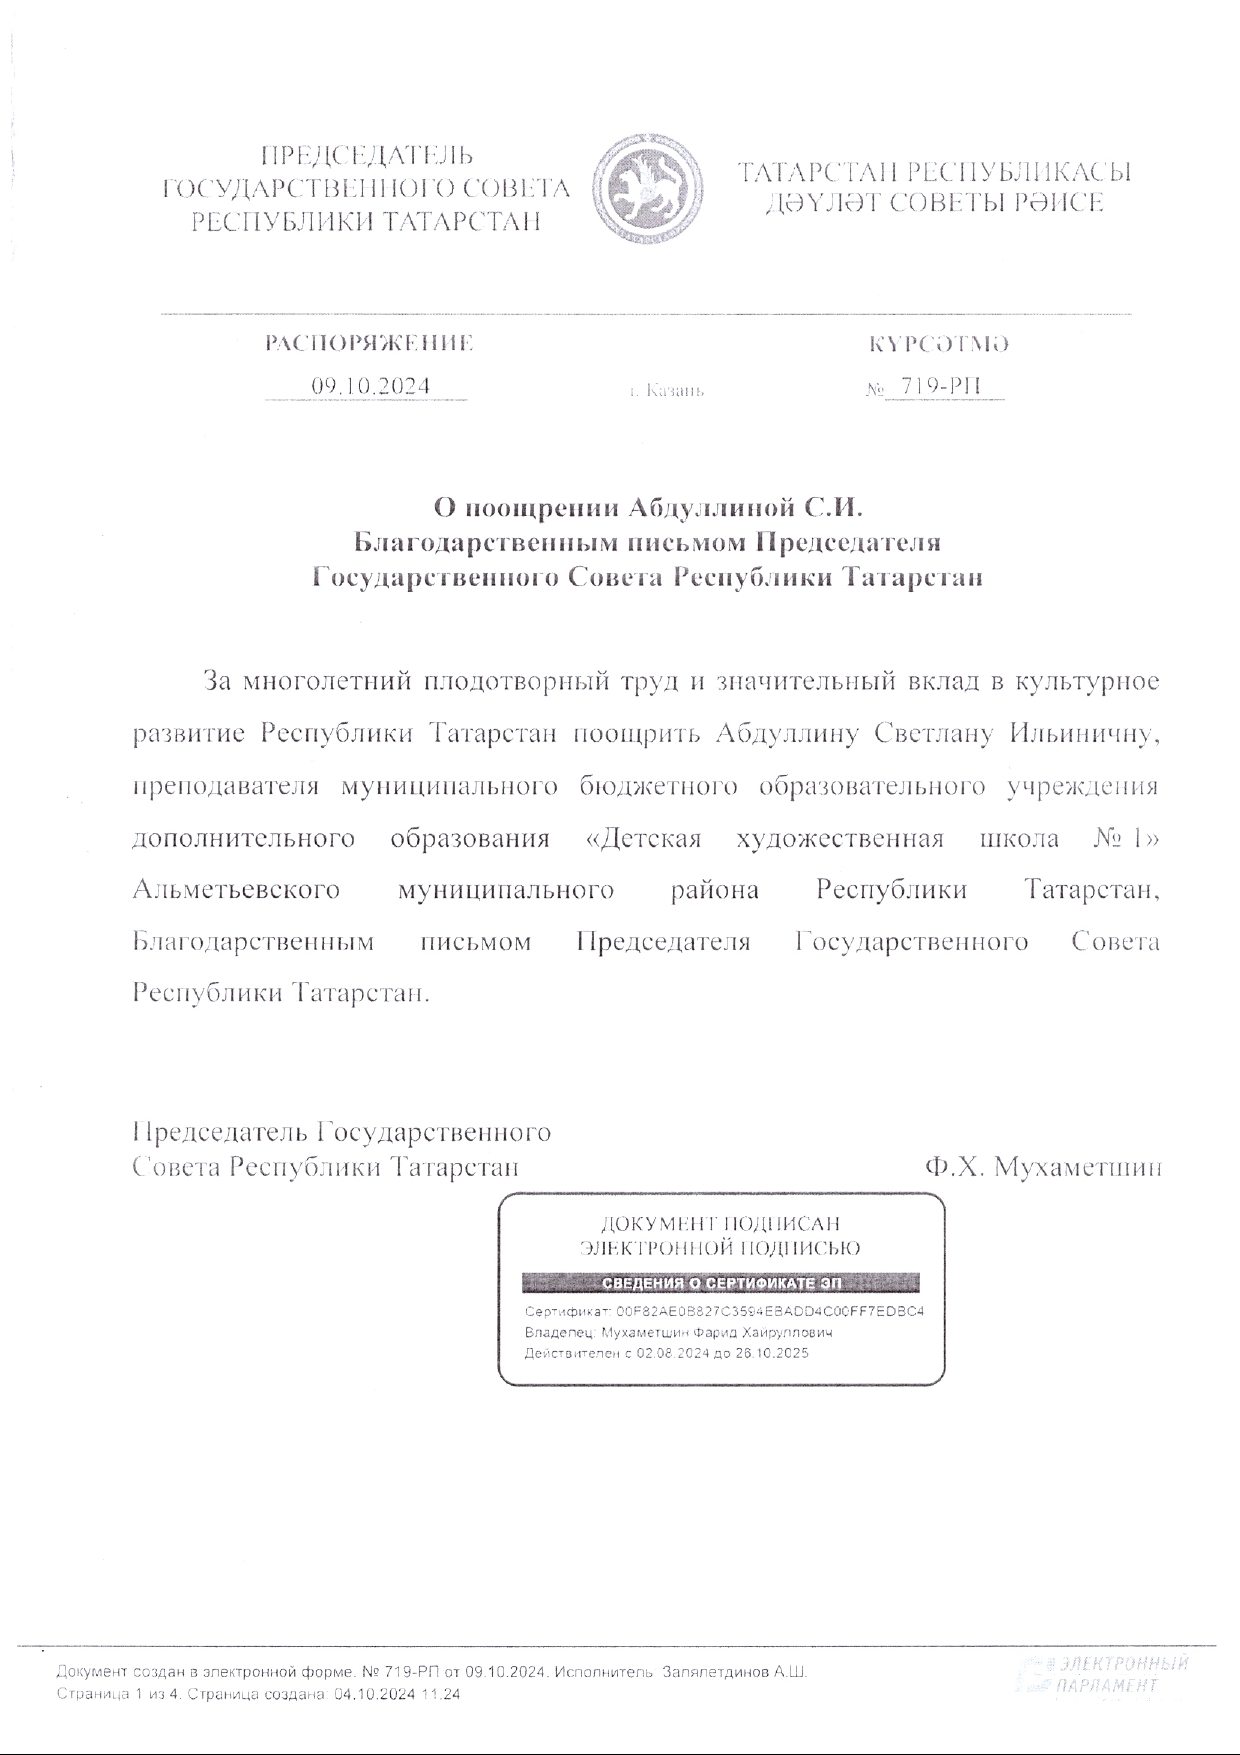 ПРЕДСЕДАТЕЛЬ
ГОСУДАРСТВЕННОГО СОВЕТА
РЕСПУБЛИКИ ТАТАРСТАН
ТАТАРСТАН РЕСПУБЛИКАСЫ
ДӘҮЛӘТ СОВЕТЫ РӘИСЕ
РАСПОРЯЖЕНИЕ
КҮРСӘТМӘ
09.10.2024
г. Казань
№ 719-РП
О поощрении Абдуллиной С.И.
Благодарственным письмом Председателя
Государственного Совета Республики Татарстан
За многолетний плодотворный труд и значительный вклад в культурное
развитие Республики Татарстан поощрить Абдуллину Светлану Ильиничну,
преподавателя муниципального бюджетного образовательного учреждения
дополнительного образования «Детская художественная школа № 1»
Альметьевского муниципального района Республики Татарстан,
Благодарственным письмом Председателя Государственного Совета
Республики Татарстан.
Председатель Государственного
Совета Республики Татарстан
Ф.Х. Мухаметшин
ДОКУМЕНТ ПОДПИСАН
ЭЛЕКТРОННОЙ ПОДПИСЬЮ
СВЕДЕНИЯ О СЕРТИФИКАТЕ ЭП
Сертификат: 00F82AE0B827C3594EBADD4C00FF7EDBC4
Владелец: Мухаметшин Фарид Хайруллович
Действителен с 02.08.2024 до 26.10.2025
Документ создан в электронной форме. № 719-РП от 09.10.2024. Исполнитель Залялетдинов А.Ш.
Страница 1 из 4. Страница создана: 04.10.2024 11:24
ЭЛЕКТРОННЫЙ
ПАРЛАМЕНТ